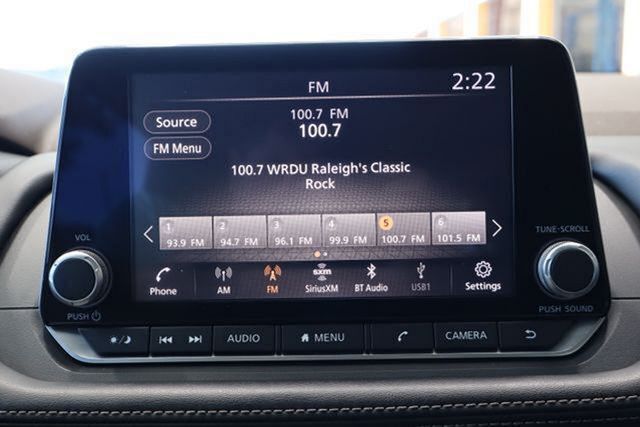 FM
2:22
Source
FM Menu
100.7 FM
100.7
100.7 WRDU Raleigh's Classic
Rock
1 2 3 4 5 6
93.9 FM 94.7 FM 96.1 FM 99.9 FM 100.7 FM 101.5 FM
Phone AM FM SiriusXM BT Audio USB1 Settings
sxm
VOL
PUSH
TUNE-SCROLL
PUSH SOUND
AUDIO MENU CAMERA